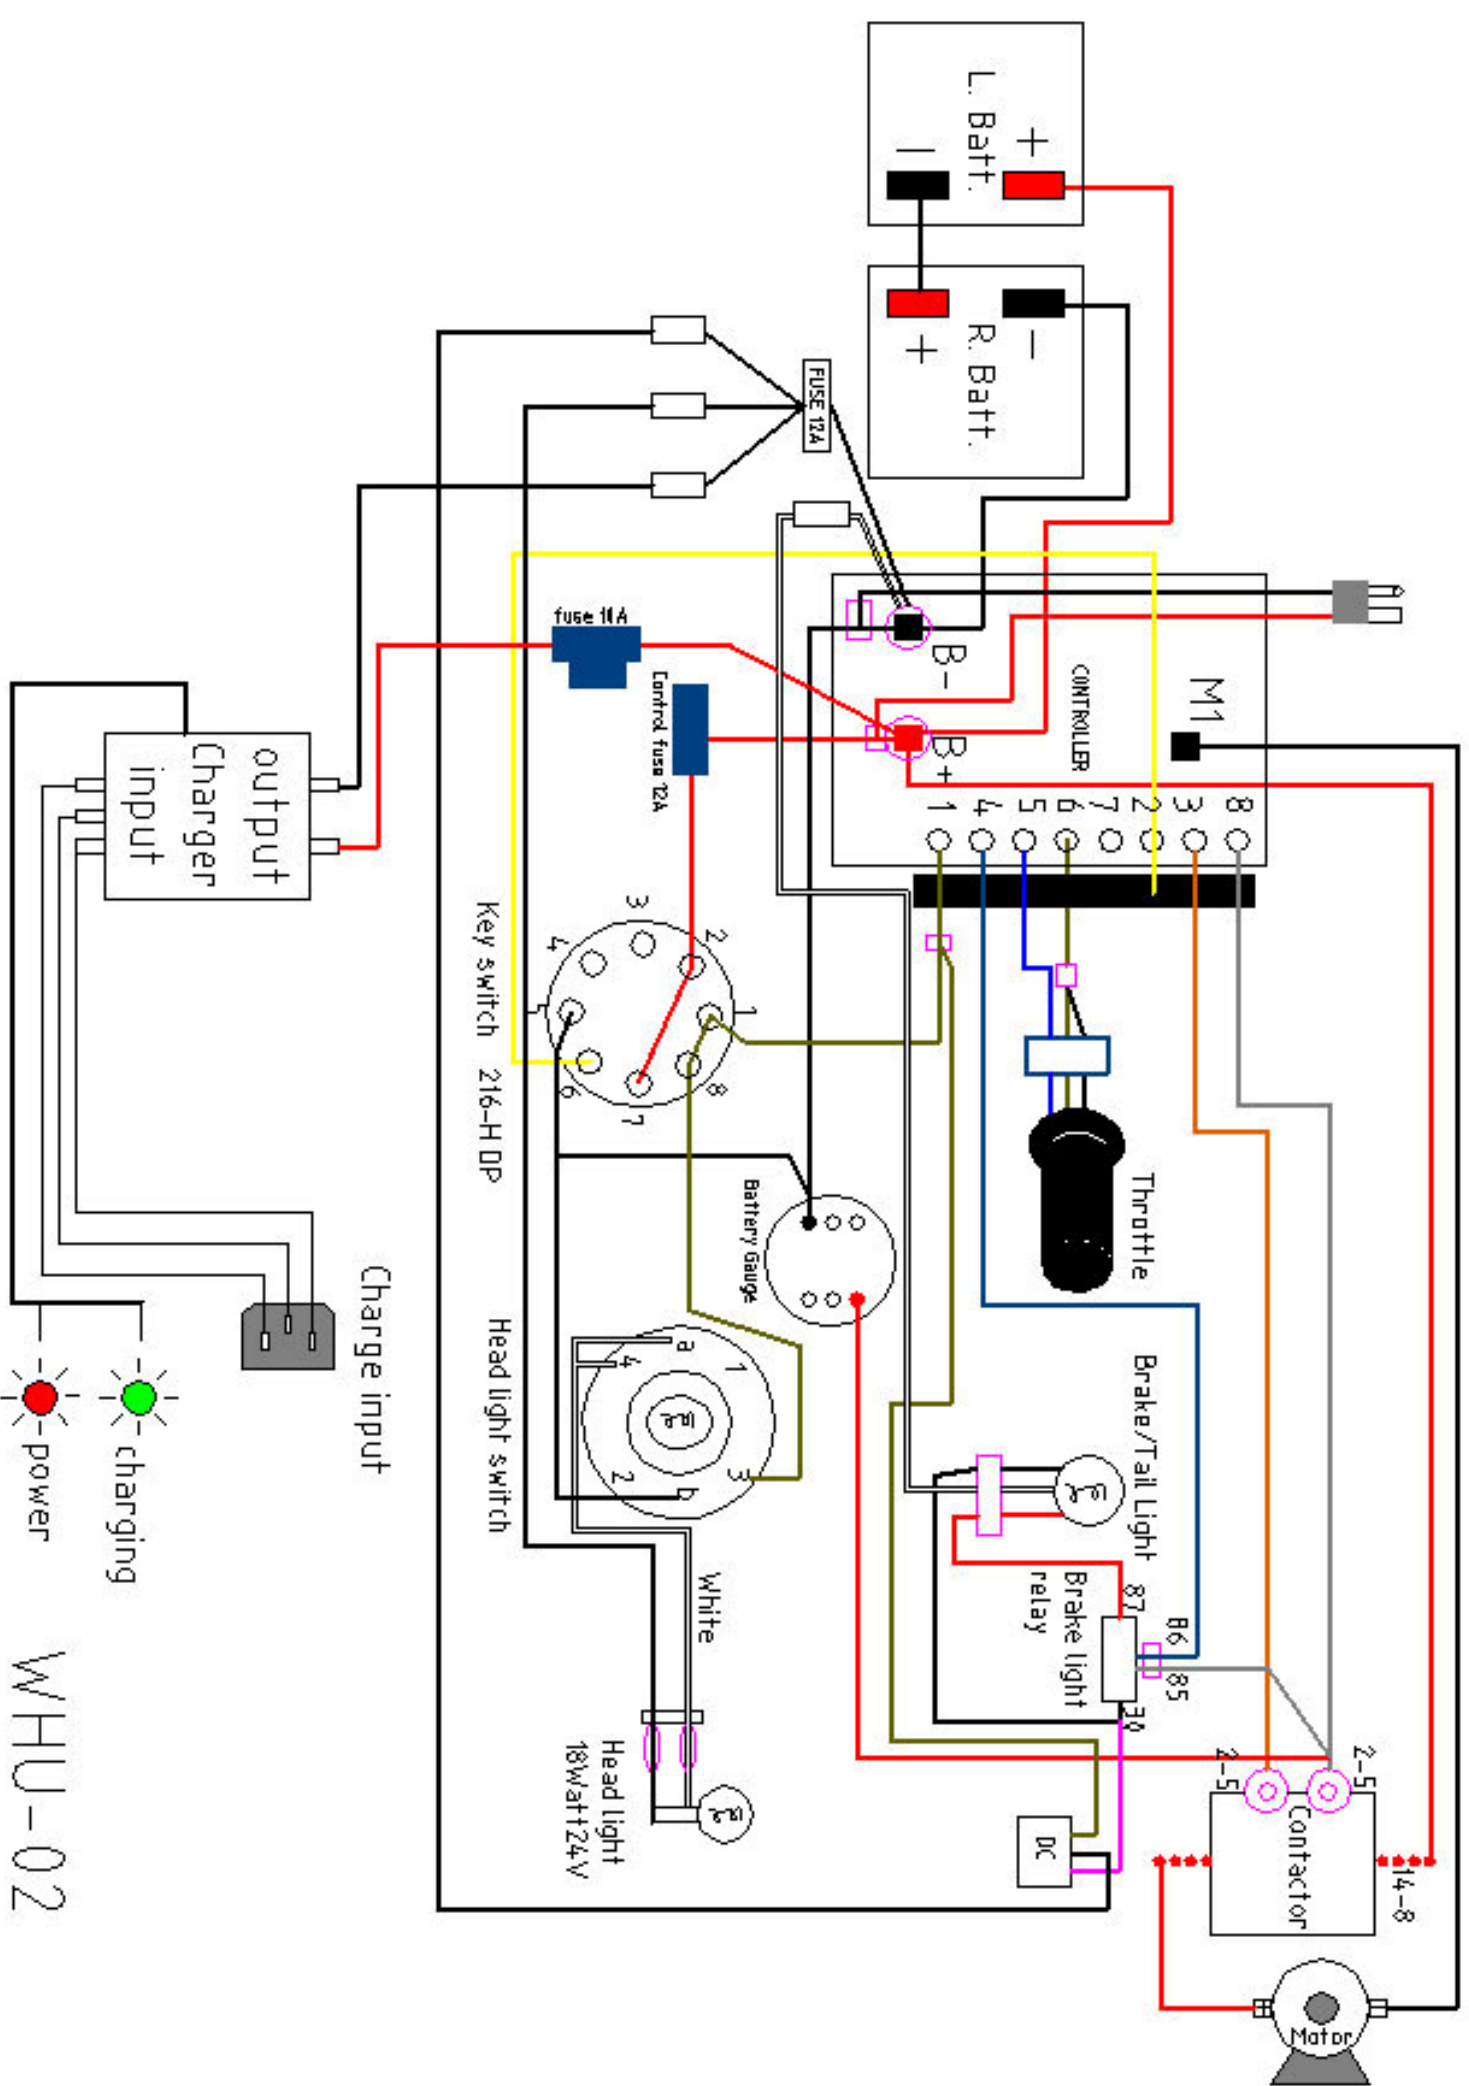 L. Batt.
+
-
R. Batt.
-
+
FUSE 12A
fuse 10A
Control fuse 12A
B-
B+
CONTROLLER
M1
1 4 5 6 7 2 3 8
output
Charger
input
Key switch 216-H DP
1
2
3
4
5
6
7
8
Throttle
Battery Gauge
Charge input
charging
power
Head light switch
a
1
4
2
3
b
White
Head light
18Watt24V
Brake/Tail Light
Brake light
relay
87
86
85
30
DC
2-5
2-5
Contactor
14-8
Motor
WHU-02